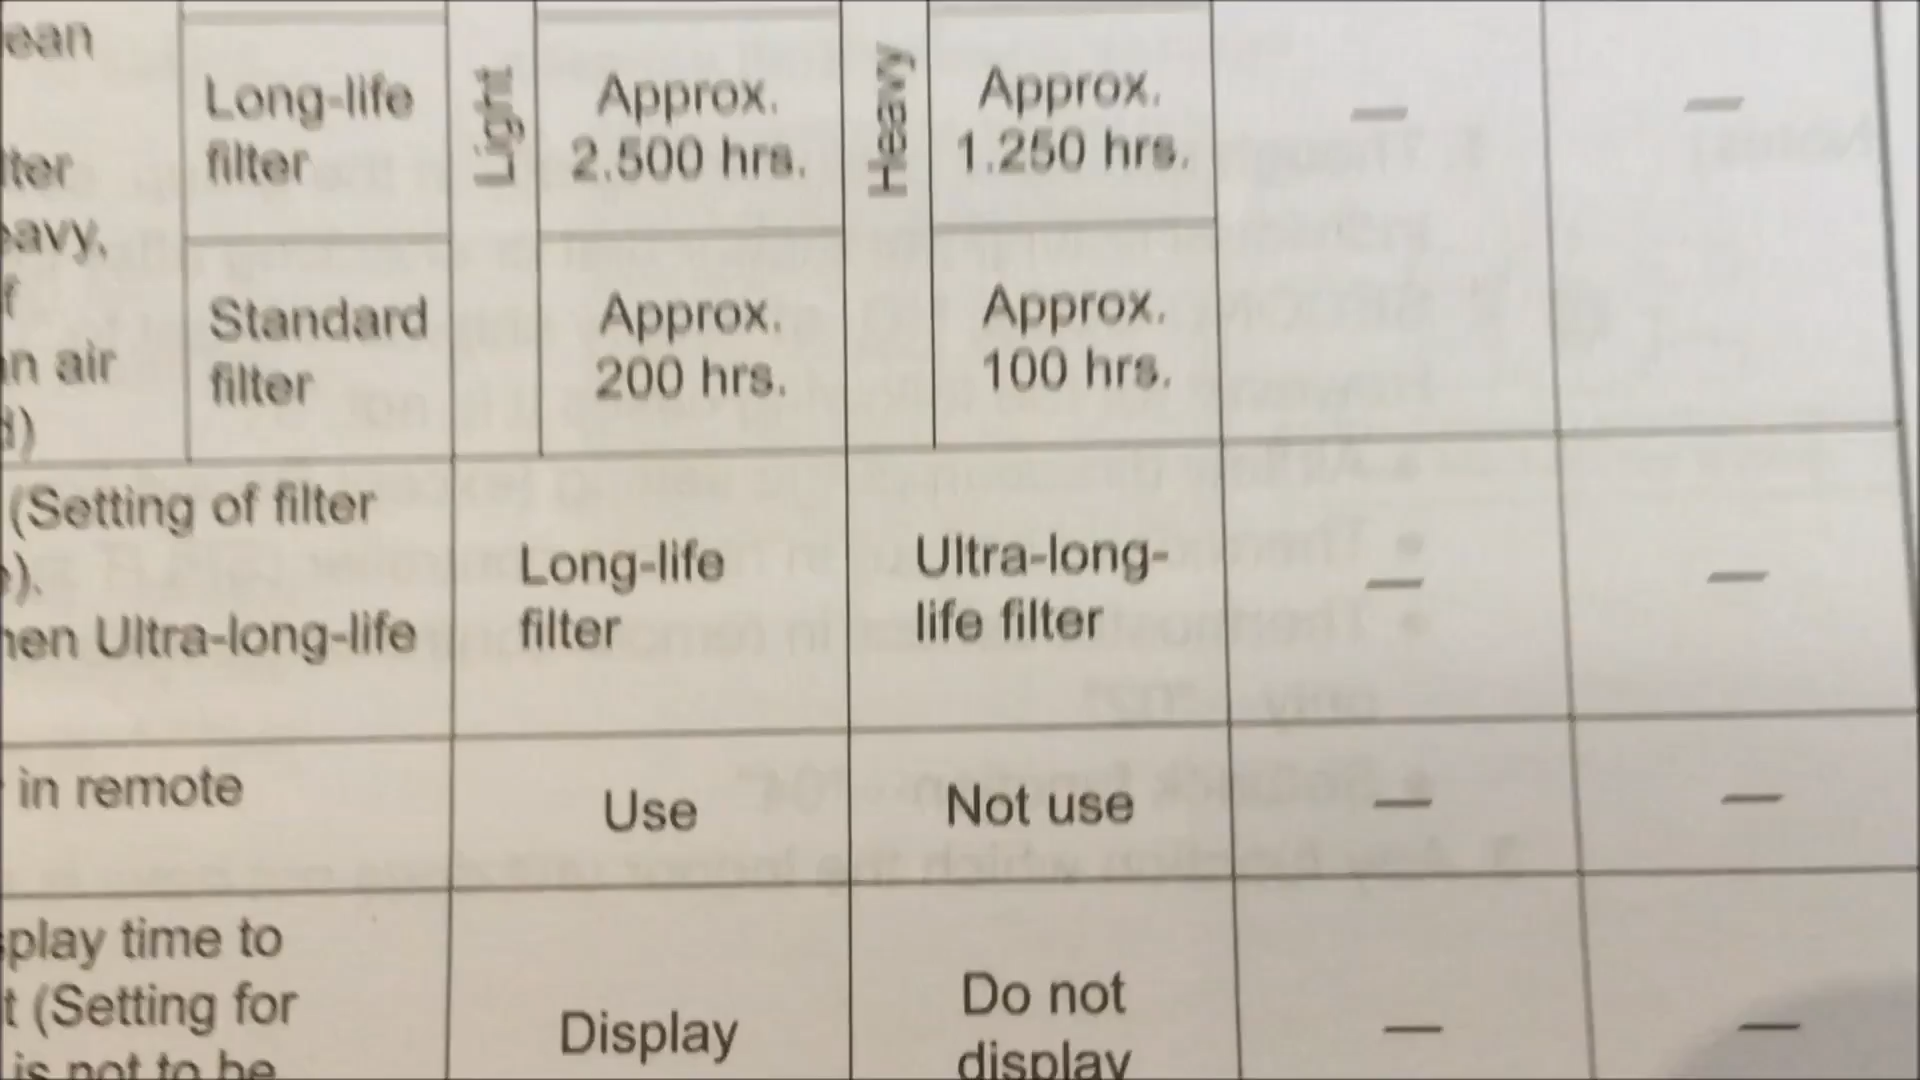 ean
Long-life
filter
Light
Approx.
2.500 hrs.
Heavy
Approx.
1.250 hrs.
— —
lter
eavy,
f
n air
d)
Standard
filter
Approx.
200 hrs.
Approx.
100 hrs.
(Setting of filter
).
hen Ultra-long-life
Long-life
filter
Ultra-long-
life filter
— —
in remote
Use
Not use
— —
splay time to
t (Setting for
is not to be
Display
Do not
display
— —